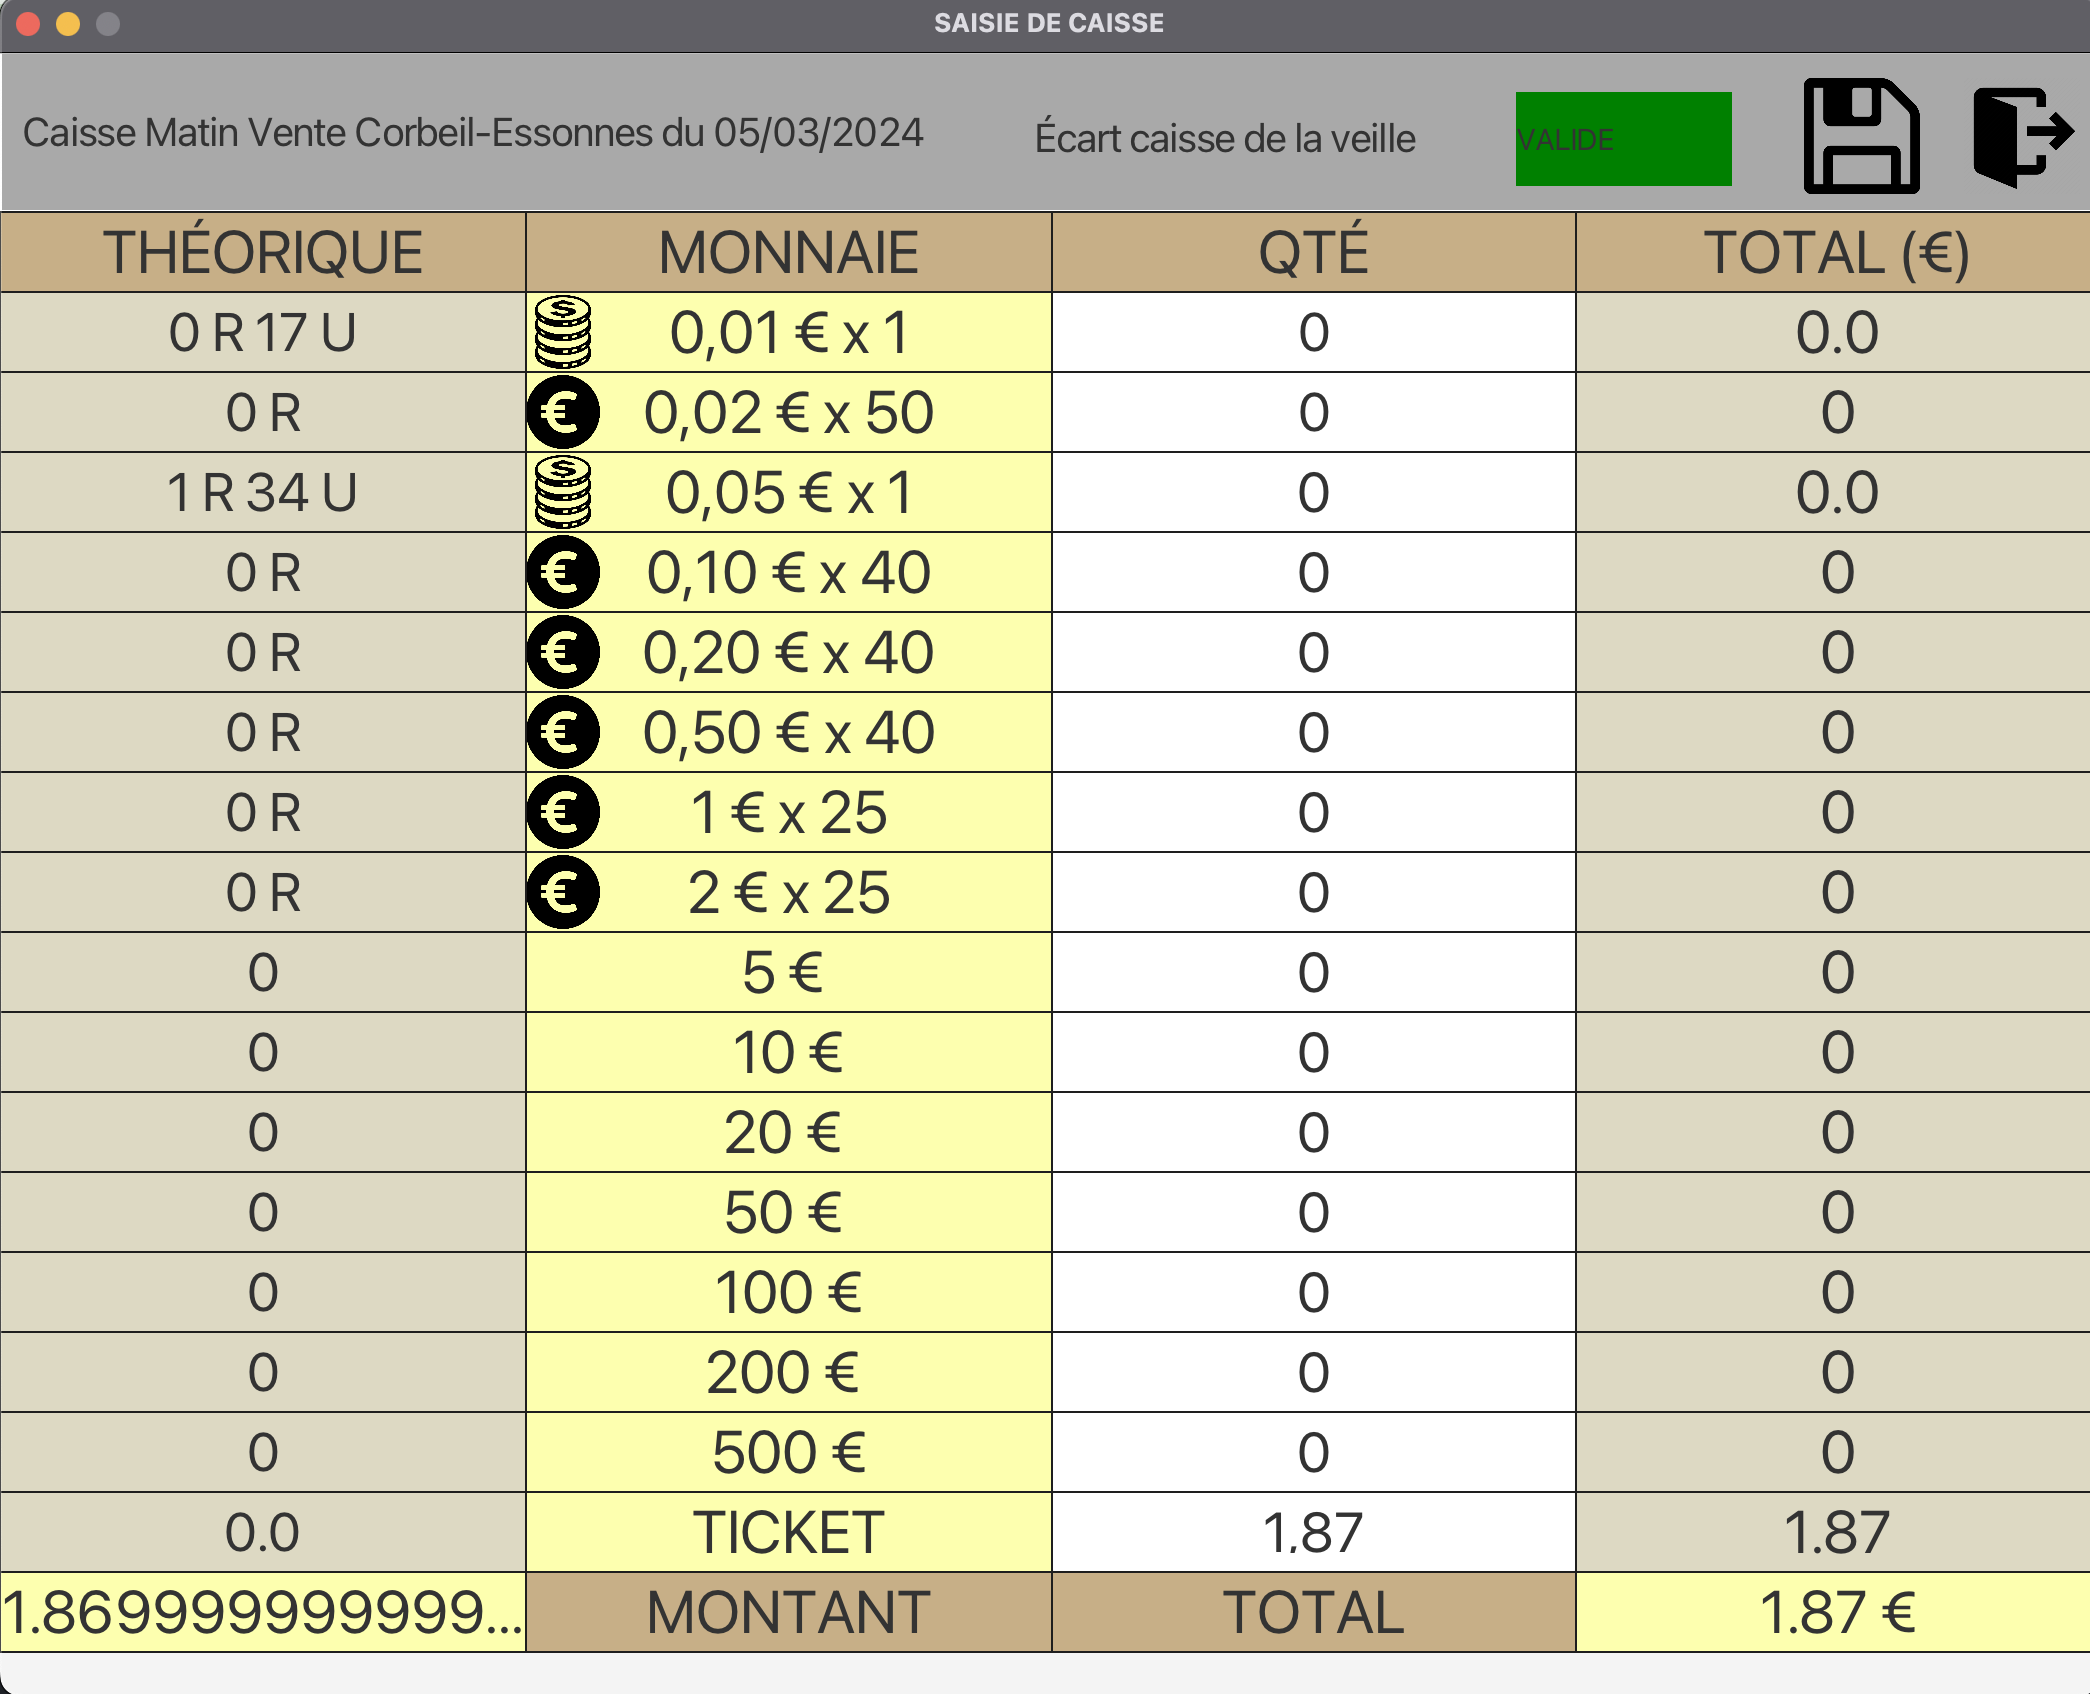 SAISIE DE CAISSE
Caisse Matin Vente Corbeil-Essonnes du 05/03/2024 Écart caisse de la veille VALIDE
THÉORIQUE MONNAIE QTÉ TOTAL (€)
0 R 17 U 0,01 € x 1 0 0.0
0 R 0,02 € x 50 0 0
1 R 34 U 0,05 € x 1 0 0.0
0 R 0,10 € x 40 0 0
0 R 0,20 € x 40 0 0
0 R 0,50 € x 40 0 0
0 R 1 € x 25 0 0
0 R 2 € x 25 0 0
0 5 € 0 0
0 10 € 0 0
0 20 € 0 0
0 50 € 0 0
0 100 € 0 0
0 200 € 0 0
0 500 € 0 0
0.0 TICKET 1.87 1.87
1.8699999999999... MONTANT TOTAL 1.87 €